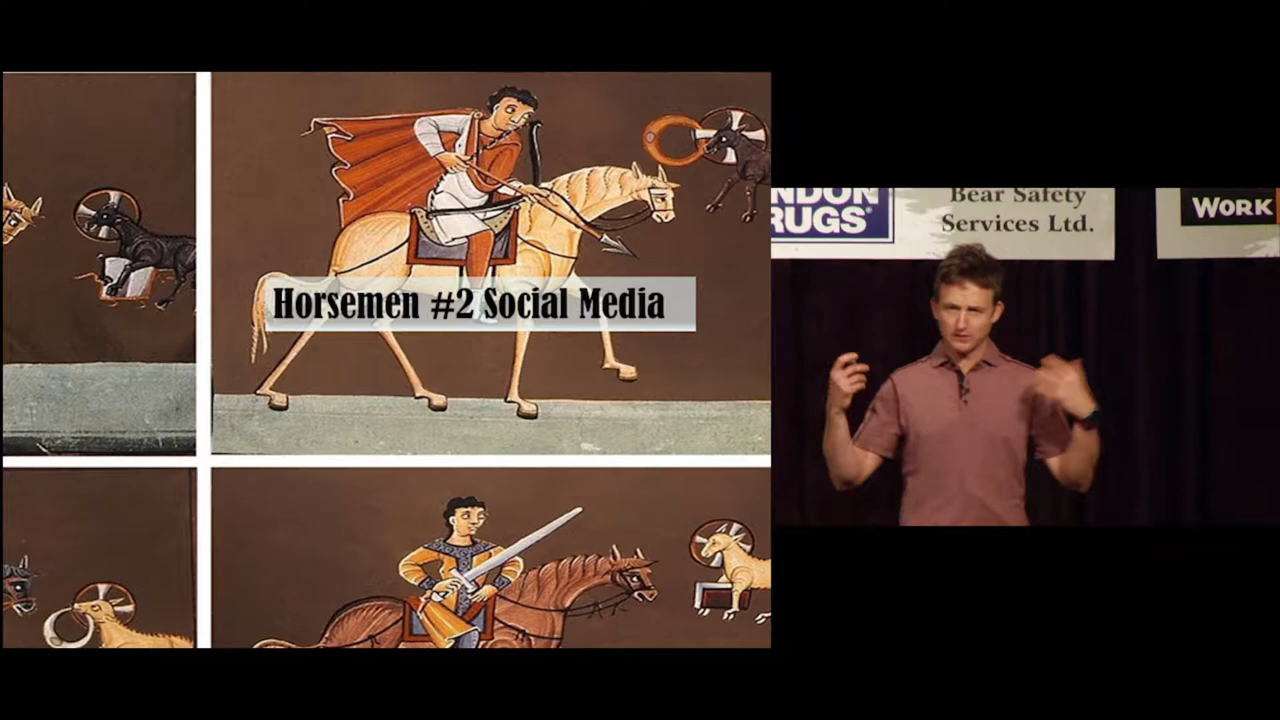 Horsemen #2 Social Media
NDON
RUGS®
Bear Safety
Services Ltd.
WORK